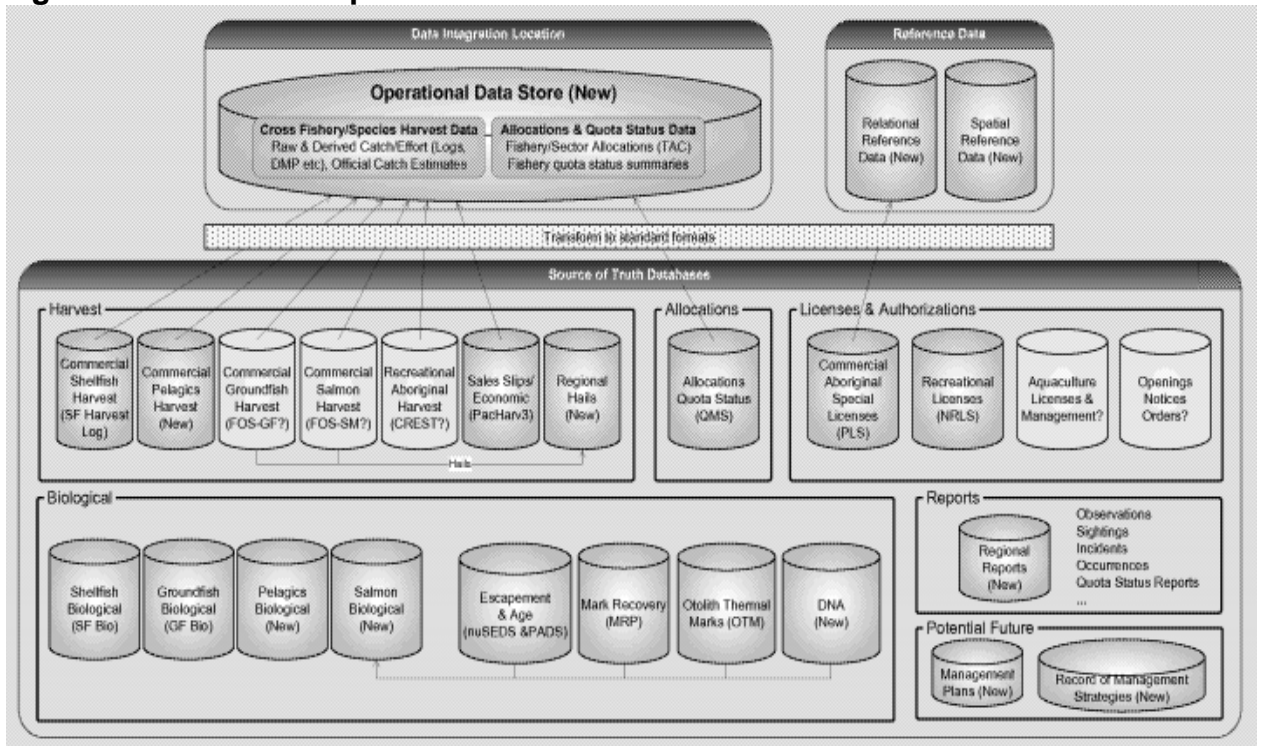 Data Integration Location
Operational Data Store (New)
Cross Fishery/Species Harvest Data
Raw & Derived Catch/Effort (Logs,
DMP etc), Official Catch Estimates
Allocations & Quota Status Data
Fishery/Sector Allocations (TAC)
Fishery quota status summaries
Reference Data
Relational
Reference
Data (New)
Spatial
Reference
Data (New)
Transform to standard formats
Source of Truth Databases
Harvest
Commercial
Shellfish
Harvest
(SF Harvest
Log)
Commercial
Pelagics
Harvest
(New)
Commercial
Groundfish
Harvest
(FOS-GF?)
Commercial
Salmon
Harvest
(FOS-SM?)
Recreational
Aboriginal
Harvest
(CREST?)
Sales Slips/
Economic
(PacHarv3)
Regional
Hails
(New)
Hails
Allocations
Allocations
Quota Status
(QMS)
Licenses & Authorizations
Commercial
Aboriginal
Special
Licenses
(PLS)
Recreational
Licenses
(NRLS)
Aquaculture
Licenses &
Management?
Openings
Notices
Orders?
Biological
Shellfish
Biological
(SF Bio)
Groundfish
Biological
(GF Bio)
Pelagics
Biological
(New)
Salmon
Biological
(New)
Escapement
& Age
(nuSEDS &PADS)
Mark Recovery
(MRP)
Otolith Thermal
Marks (OTM)
DNA
(New)
Reports
Regional
Reports
(New)
Observations
Sightings
Incidents
Occurrences
Quota Status Reports
...
Potential Future
Management
Plans (New)
Record of Management
Strategies (New)